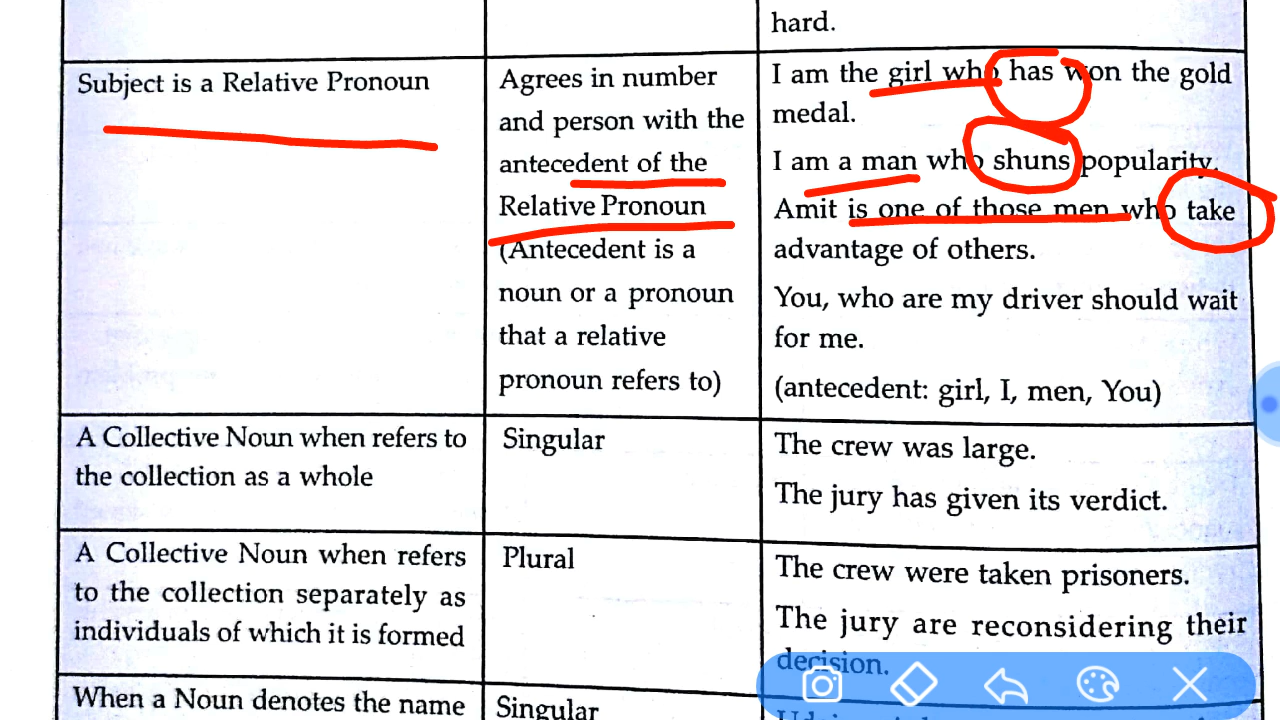 hard.
Subject is a Relative Pronoun
Agrees in number
and person with the
antecedent of the
Relative Pronoun
(Antecedent is a
noun or a pronoun
that a relative
pronoun refers to)
I am the girl who has won the gold
medal.
I am a man who shuns popularity.
Amit is one of those men who take
advantage of others.
You, who are my driver should wait
for me.
(antecedent: girl, I, men, You)
A Collective Noun when refers to
the collection as a whole
Singular
The crew was large.
The jury has given its verdict.
A Collective Noun when refers
to the collection separately as
individuals of which it is formed
Plural
The crew were taken prisoners.
The jury are reconsidering their
decision.
When a Noun denotes the name
Singular